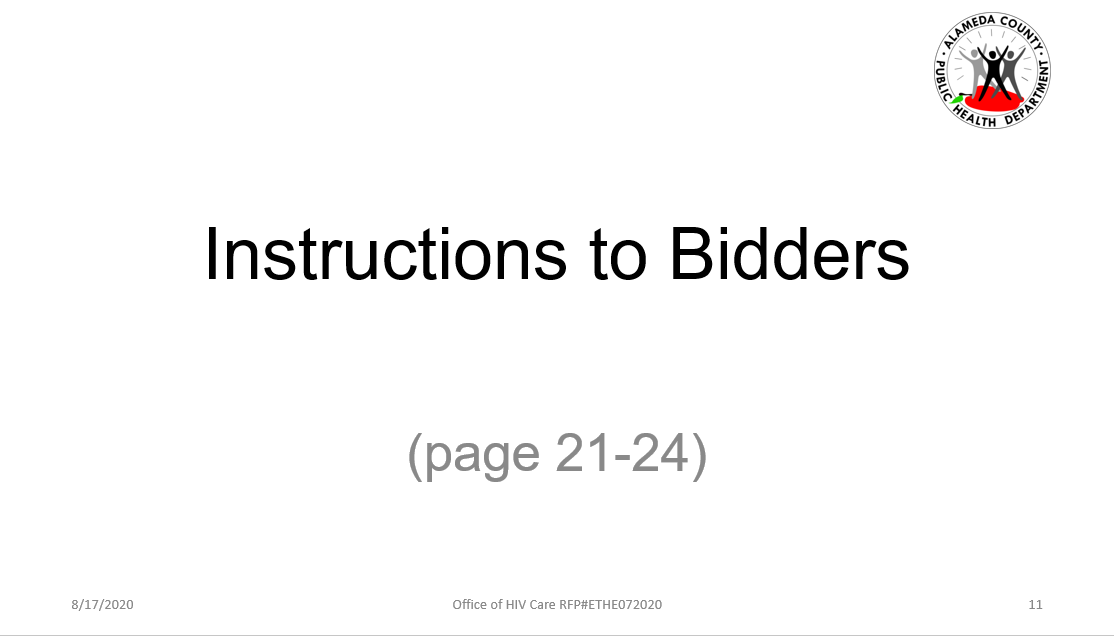 · ALAMEDA COUNTY ·
PUBLIC HEALTH DEPARTMENT
Instructions to Bidders
(page 21-24)
8/17/2020
Office of HIV Care RFP#ETHE072020
11